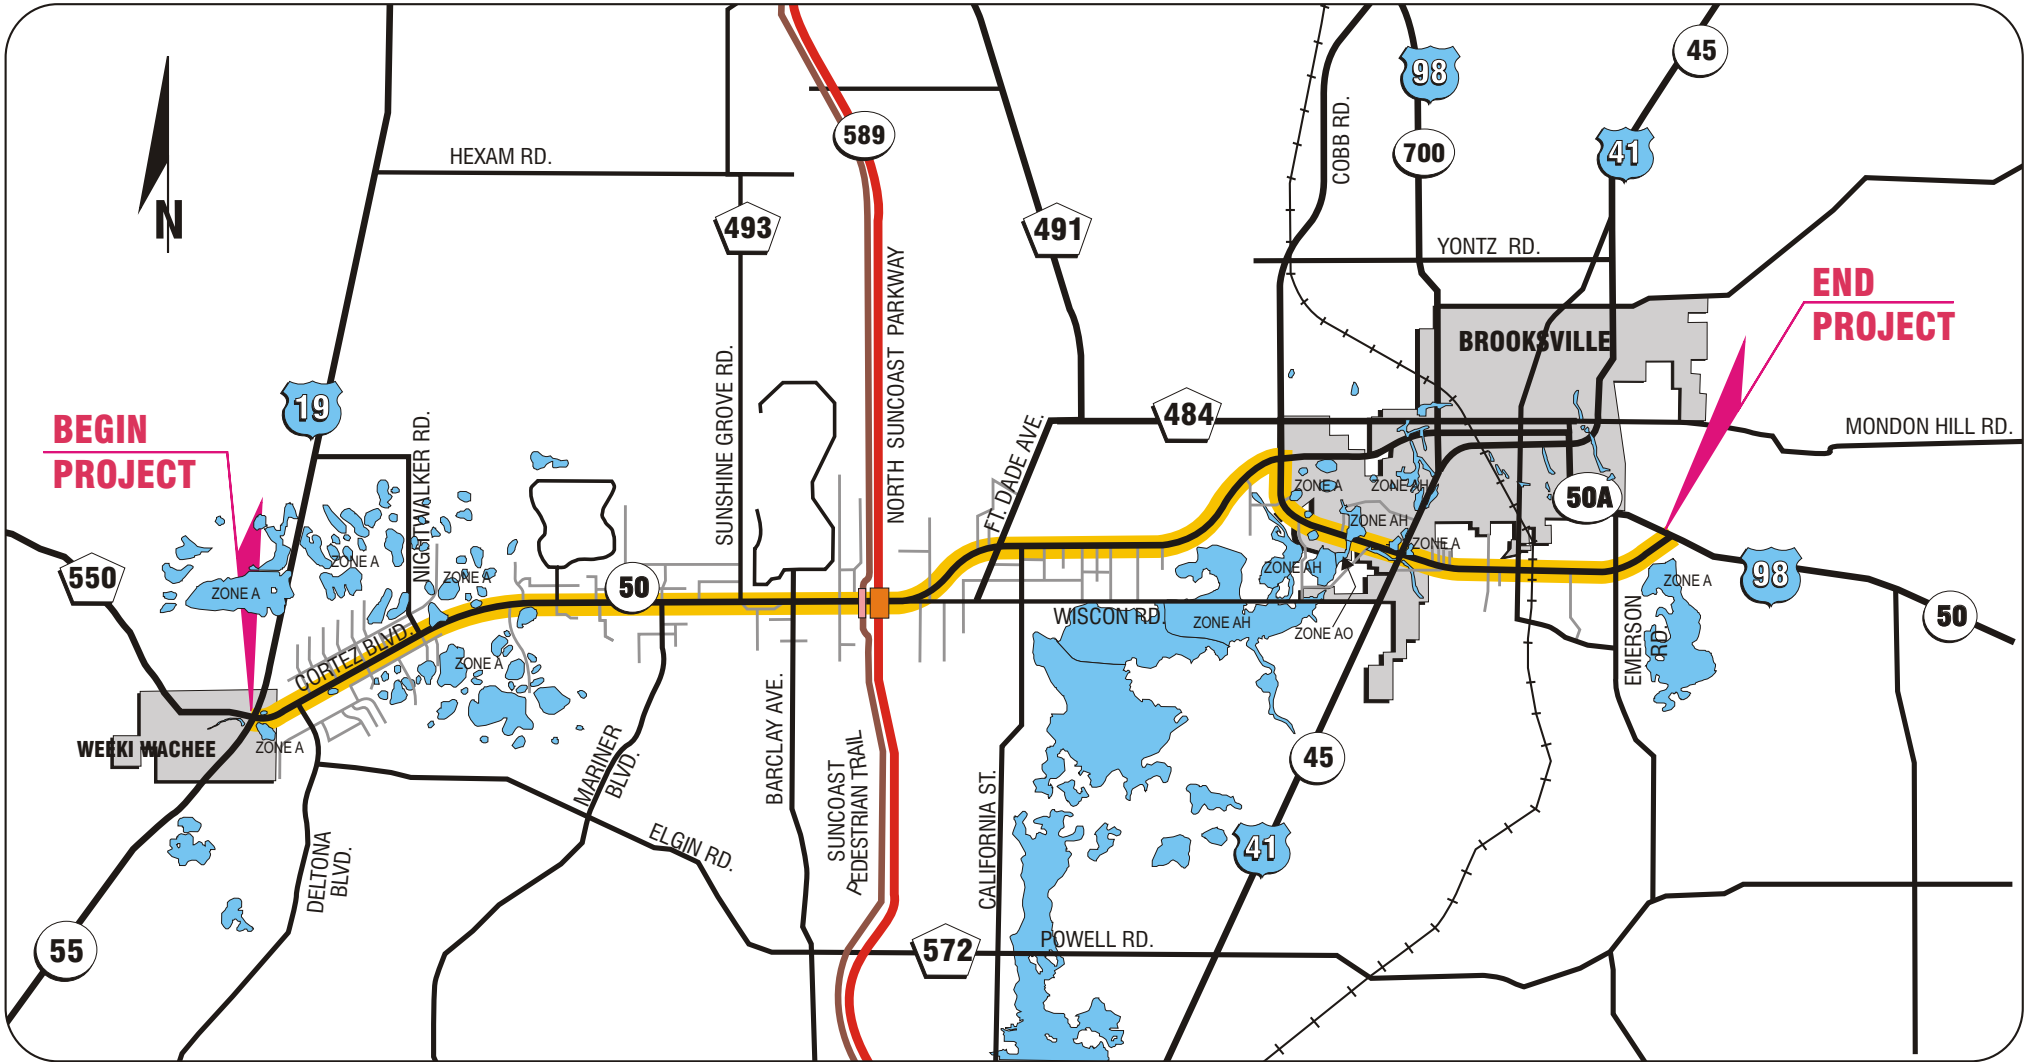 45
98
589
COBB RD.
700
41
HEXAM RD.
N
493
491
YONTZ RD.
NORTH SUNCOAST PARKWAY
END
PROJECT
BROOKSVILLE
SUNSHINE GROVE RD.
19
BEGIN
PROJECT
NIGHTWALKER RD.
484
FT. DADE AVE.
MONDON HILL RD.
ZONE A
ZONE AH
50A
ZONE AH
ZONE A
ZONE A
ZONE A
ZONE A
550
50
ZONE AH
ZONE A
98
WISCON RD.
ZONE AH
ZONE AO
50
EMERSON
RD.
CORTEZ BLVD.
ZONE A
WEEKI WACHEE
ZONE A
MARINER
BLVD.
BARCLAY AVE.
SUNCOAST
PEDESTRIAN TRAIL
CALIFORNIA ST.
45
41
ELGIN RD.
DELTONA
BLVD.
55
572
POWELL RD.